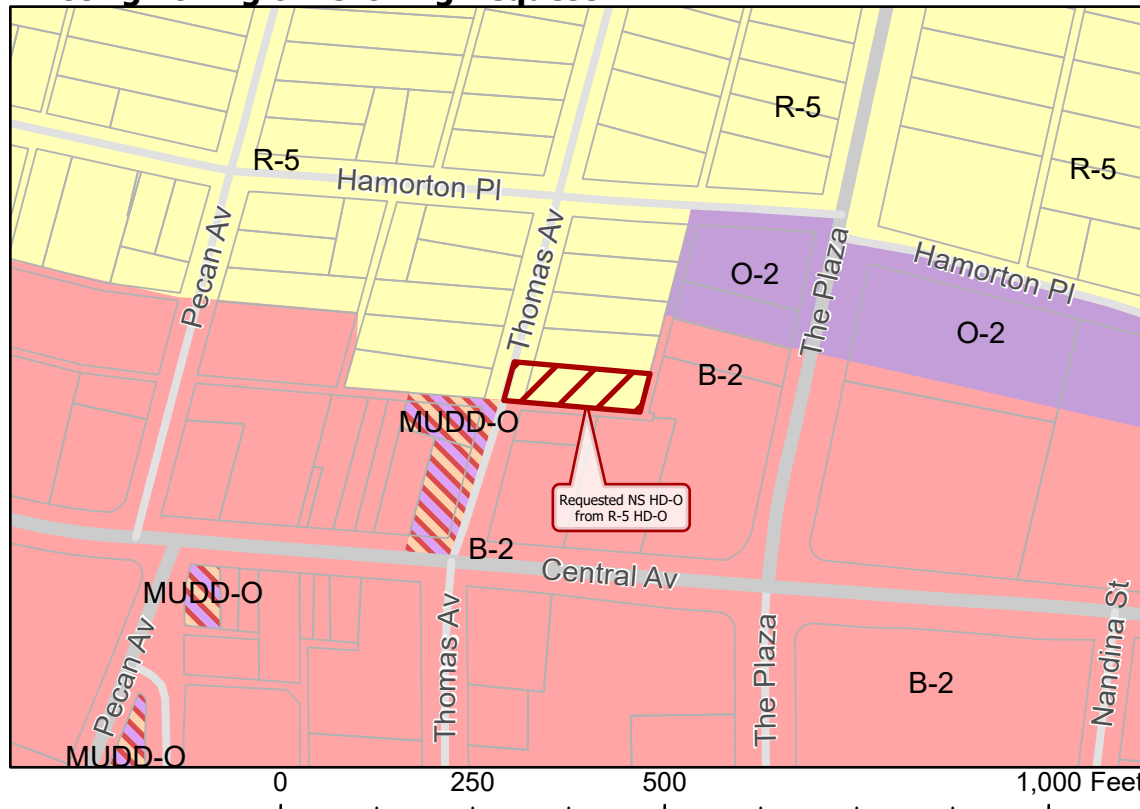 R-5
R-5
R-5
Hamorton Pl
Pecan Av
Thomas Av
The Plaza
Hamorton Pl
O-2
O-2
B-2
MUDD-O
Requested NS HD-O
from R-5 HD-O
B-2
Central Av
MUDD-O
Pecan Av
Thomas Av
The Plaza
Nandina St
B-2
MUDD-O
0 250 500 1,000 Feet